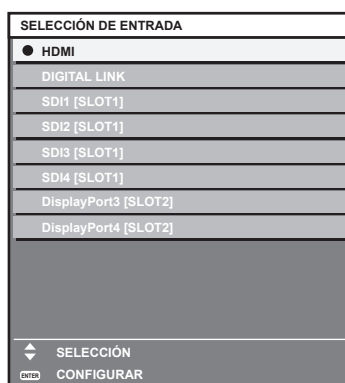 SELECCIÓN DE ENTRADA
HDMI
DIGITAL LINK
SDI1 [SLOT1]
SDI2 [SLOT1]
SDI3 [SLOT1]
SDI4 [SLOT1]
DisplayPort3 [SLOT2]
DisplayPort4 [SLOT2]
SELECCIÓN
ENTER CONFIGURAR